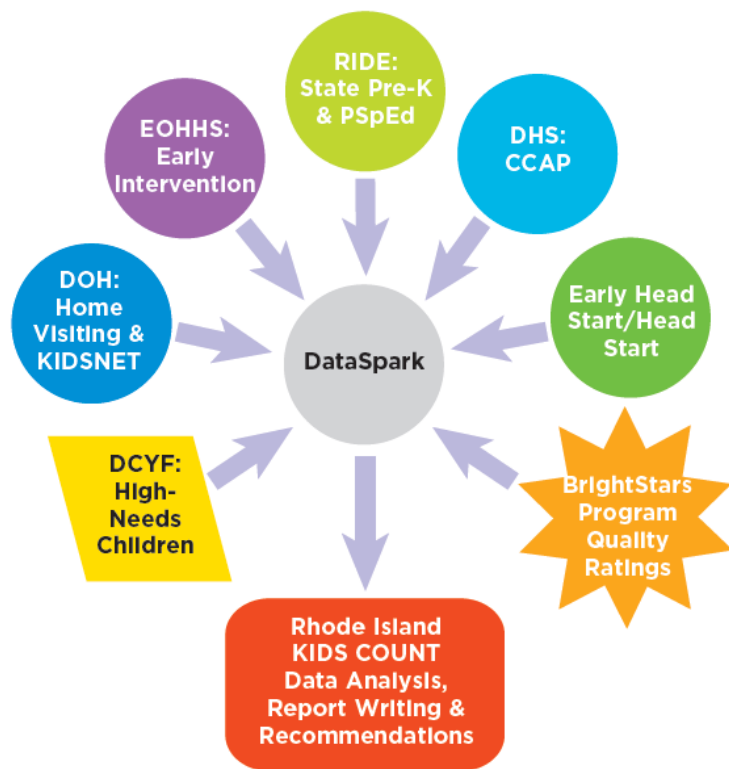 RIDE:
State Pre-K
& PSpEd
EOHHS:
Early
Intervention
DHS:
CCAP
DOH:
Home
Visiting &
KIDSNET
Early Head
Start/Head
Start
DataSpark
DCYF:
High-
Needs
Children
BrightStars
Program
Quality
Ratings
Rhode Island
KIDS COUNT
Data Analysis,
Report Writing &
Recommendations